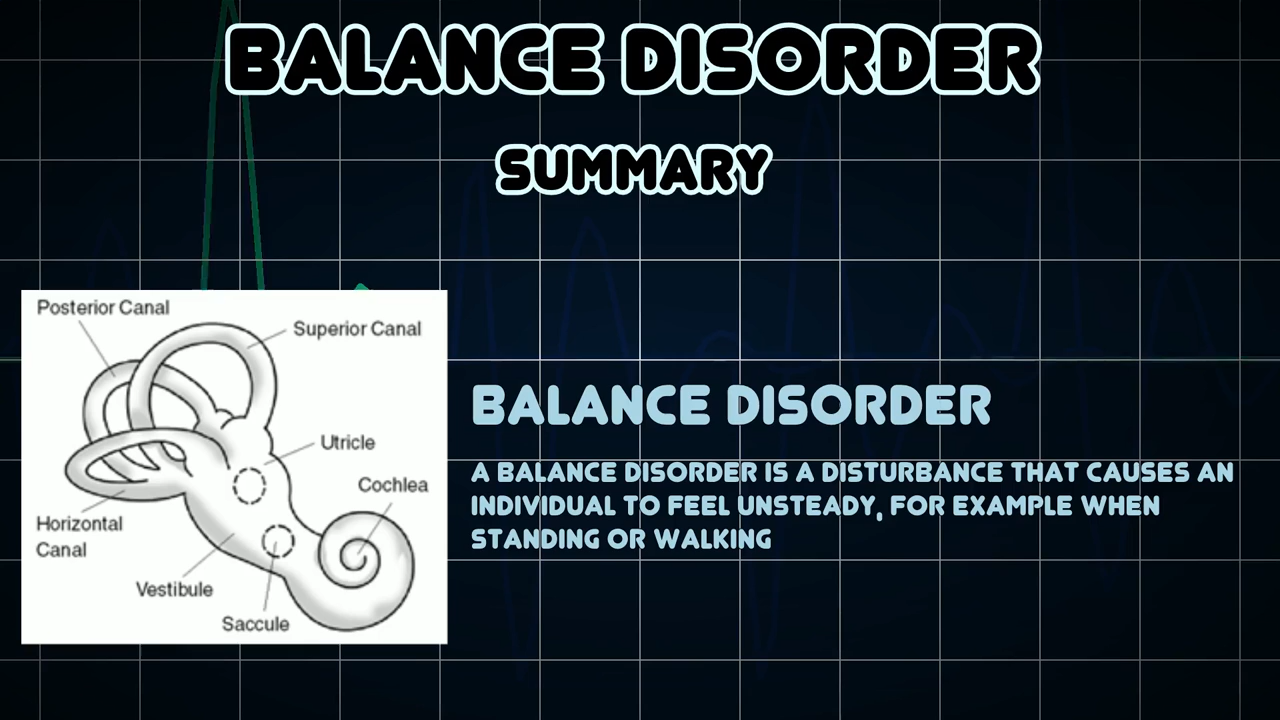 BALANCE DISORDER
SUMMARY
Posterior Canal
Superior Canal
Utricle
Cochlea
Horizontal
Canal
Vestibule
Saccule
BALANCE DISORDER
A BALANCE DISORDER IS A DISTURBANCE THAT CAUSES AN
INDIVIDUAL TO FEEL UNSTEADY, FOR EXAMPLE WHEN
STANDING OR WALKING